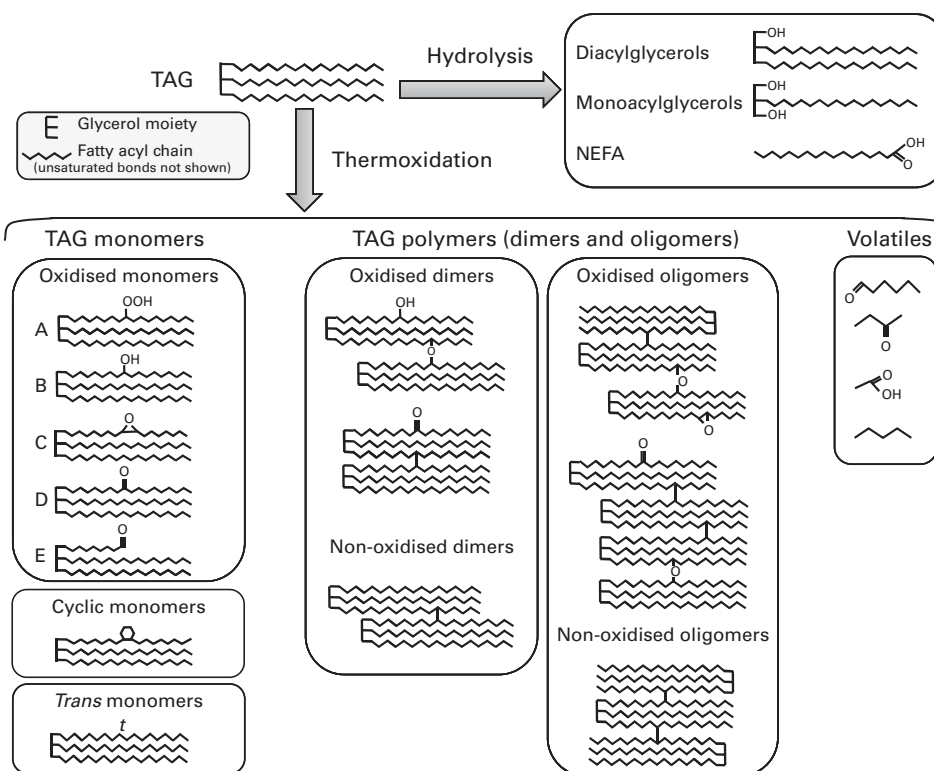 TAG
Hydrolysis
Diacylglycerols
OH
Monoacylglycerols
OH
OH
NEFA
OH
O
Glycerol moiety
Fatty acyl chain
(unsaturated bonds not shown)
Thermoxidation
TAG monomers
Oxidised monomers
OOH
A
OH
B
O
C
O
D
O
E
Cyclic monomers
Trans monomers
t
TAG polymers (dimers and oligomers)
Oxidised dimers
OH
O
O
Non-oxidised dimers
Oxidised oligomers
O
O
O
O
Non-oxidised oligomers
Volatiles
O
O
O
OH